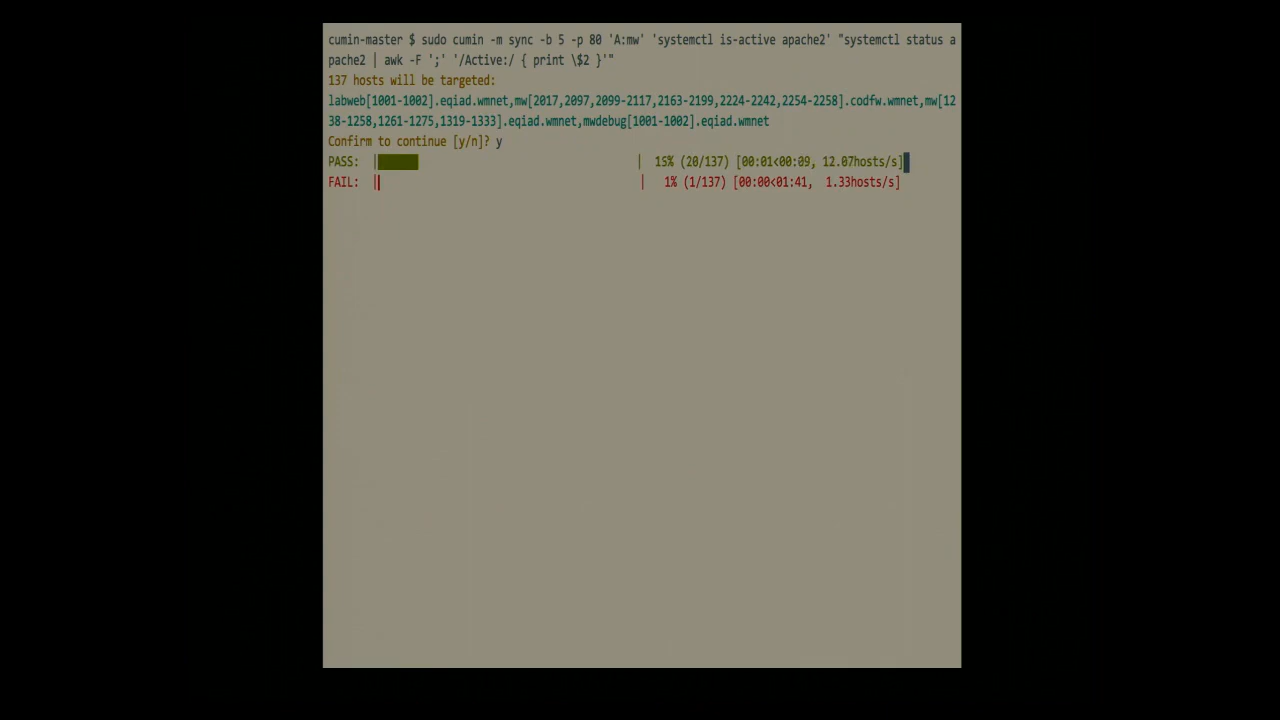 cumin-master $ sudo cumin -m sync -b 5 -p 80 'A:mw' 'systemctl is-active apache2' "systemctl status a
pache2 | awk -F ';' '/Active:/ { print \$2 }'"
137 hosts will be targeted:
labweb[1001-1002].eqiad.wmnet,mw[2017,2097,2099-2117,2163-2199,2224-2242,2254-2258].codfw.wmnet,mw[12
38-1258,1261-1275,1319-1333].eqiad.wmnet,mwdebug[1001-1002].eqiad.wmnet
Confirm to continue [y/n]? y
PASS: | | 15% (20/137) [00:01<00:09, 12.07hosts/s]
FAIL: | | 1% (1/137) [00:00<01:41, 1.33hosts/s]